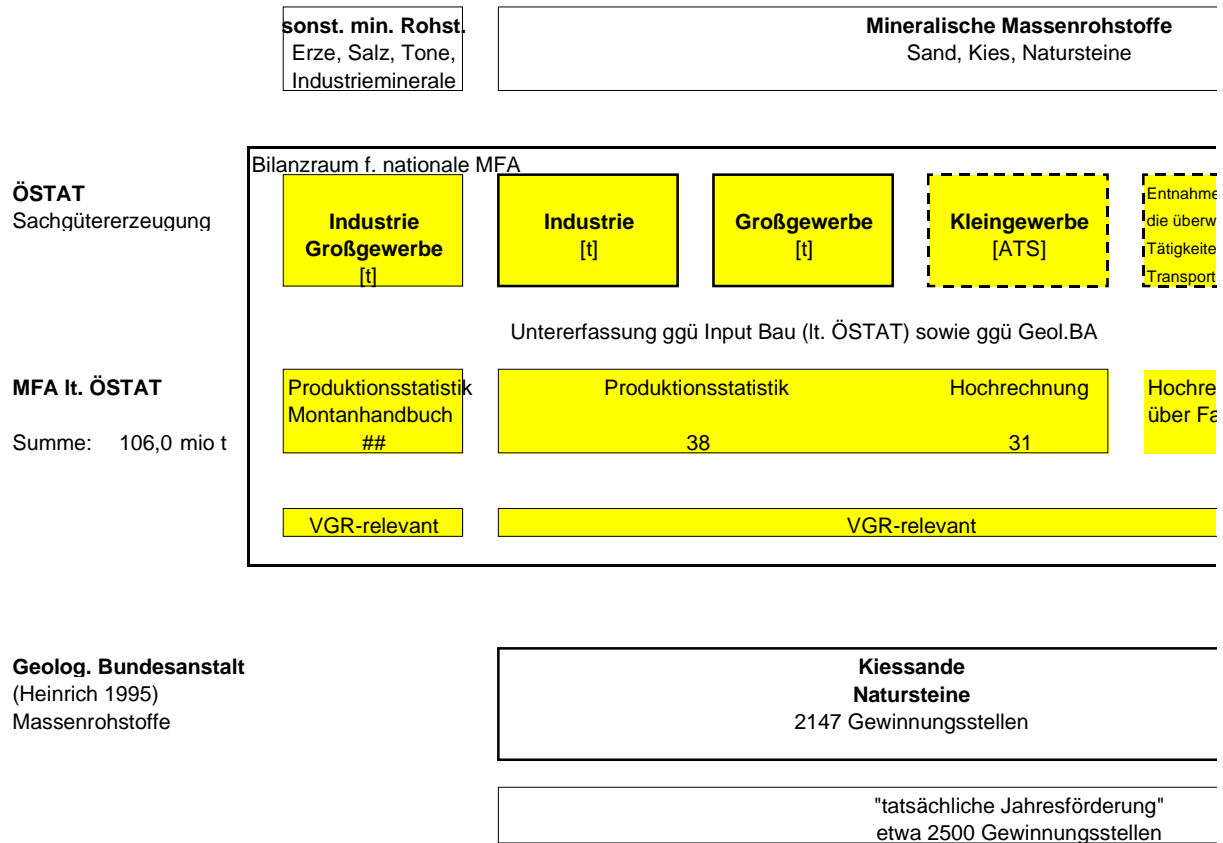 sonst. min. Rohst.
Erze, Salz, Tone,
Industrieminerale
Mineralische Massenrohstoffe
Sand, Kies, Natursteine
Bilanzraum f. nationale MFA
ÖSTAT
Sachgütererzeugung
Industrie
Großgewerbe
[t]
Industrie
[t]
Großgewerbe
[t]
Kleingewerbe
[ATS]
Entnahme
die überw
Tätigkeite
Transport
Untererfassung ggü Input Bau (lt. ÖSTAT) sowie ggü Geol.BA
MFA lt. ÖSTAT
Summe: 106,0 mio t
Produktionsstatistik
Montanhandbuch
##
Produktionsstatistik
38
Hochrechnung
31
Hochre
über Fa
VGR-relevant
VGR-relevant
Geolog. Bundesanstalt
(Heinrich 1995)
Massenrohstoffe
Kiessande
Natursteine
2147 Gewinnungsstellen
"tatsächliche Jahresförderung"
etwa 2500 Gewinnungsstellen